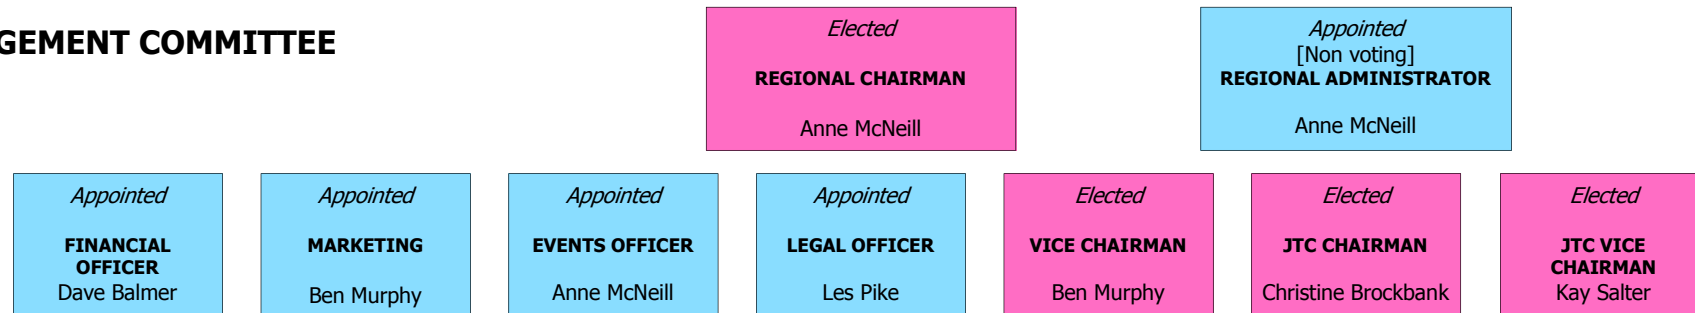 GEMENT COMMITTEE
Elected
REGIONAL CHAIRMAN
Anne McNeill
Appointed
[Non voting]
REGIONAL ADMINISTRATOR
Anne McNeill
Appointed
FINANCIAL
OFFICER
Dave Balmer
Appointed
MARKETING
Ben Murphy
Appointed
EVENTS OFFICER
Anne McNeill
Appointed
LEGAL OFFICER
Les Pike
Elected
VICE CHAIRMAN
Ben Murphy
Elected
JTC CHAIRMAN
Christine Brockbank
Elected
JTC VICE
CHAIRMAN
Kay Salter